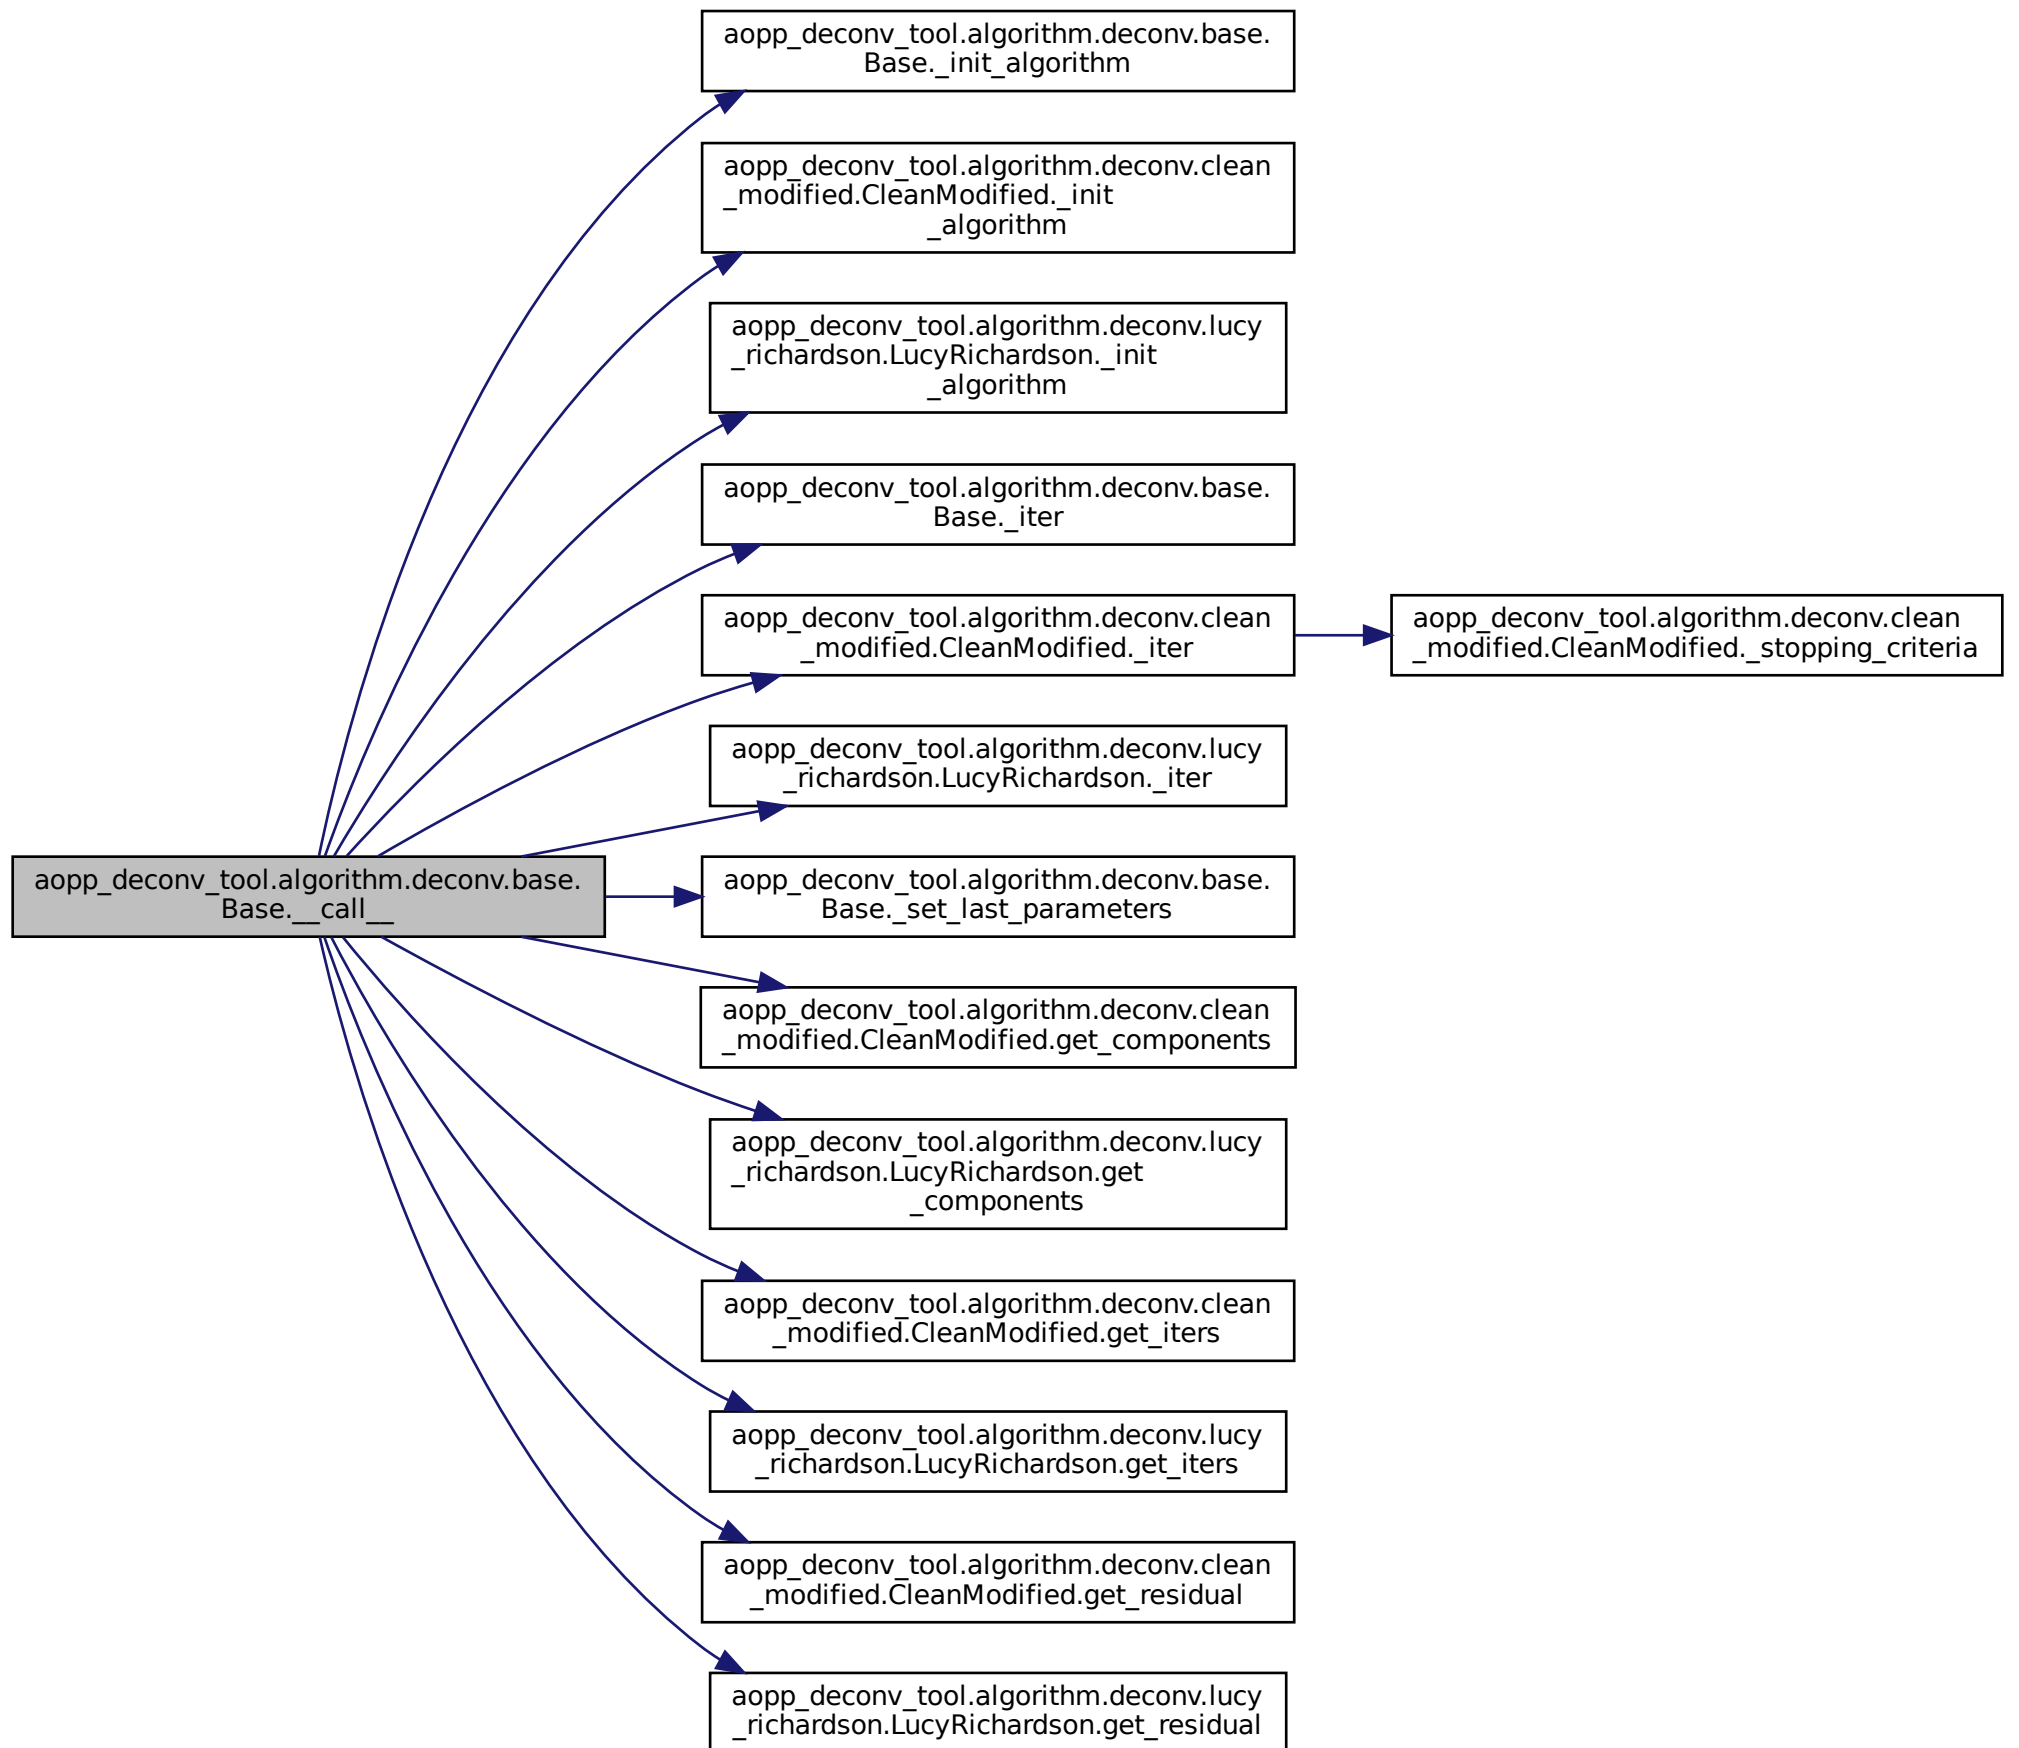 aopp_deconv_tool.algorithm.deconv.base.
Base._init_algorithm
aopp_deconv_tool.algorithm.deconv.clean
_modified.CleanModified._init
_algorithm
aopp_deconv_tool.algorithm.deconv.lucy
_richardson.LucyRichardson._init
_algorithm
aopp_deconv_tool.algorithm.deconv.base.
Base._iter
aopp_deconv_tool.algorithm.deconv.clean
_modified.CleanModified._iter
aopp_deconv_tool.algorithm.deconv.clean
_modified.CleanModified._stopping_criteria
aopp_deconv_tool.algorithm.deconv.lucy
_richardson.LucyRichardson._iter
aopp_deconv_tool.algorithm.deconv.base.
Base.__call__
aopp_deconv_tool.algorithm.deconv.base.
Base._set_last_parameters
aopp_deconv_tool.algorithm.deconv.clean
_modified.CleanModified.get_components
aopp_deconv_tool.algorithm.deconv.lucy
_richardson.LucyRichardson.get
_components
aopp_deconv_tool.algorithm.deconv.clean
_modified.CleanModified.get_iters
aopp_deconv_tool.algorithm.deconv.lucy
_richardson.LucyRichardson.get_iters
aopp_deconv_tool.algorithm.deconv.clean
_modified.CleanModified.get_residual
aopp_deconv_tool.algorithm.deconv.lucy
_richardson.LucyRichardson.get_residual